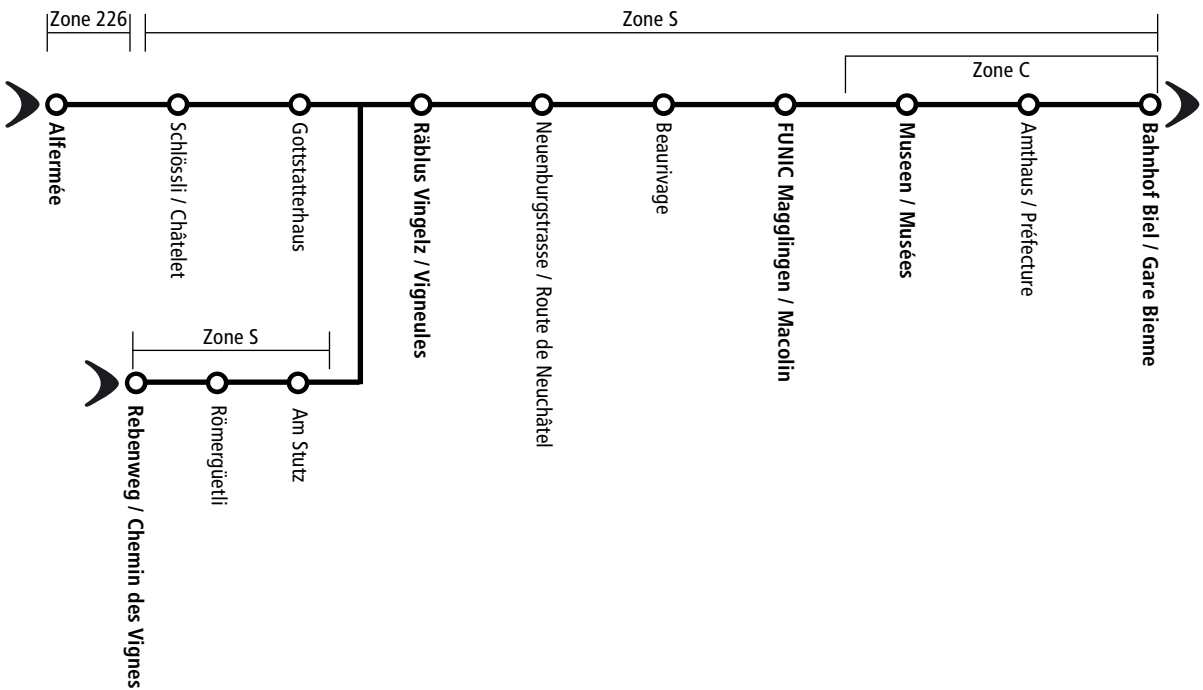 Zone 226
Zone S
Zone C
Alfermée
Schlössli / Châtelet
Gottstatterhaus
Räblus Vingelz / Vigneules
Neuenburgstrasse / Route de Neuchâtel
Beaurivage
FUNIC Magglingen / Macolin
Museen / Musées
Amthaus / Préfecture
Bahnhof Biel / Gare Bienne
Zone S
Rebenweg / Chemin des Vignes
Römergüetli
Am Stutz